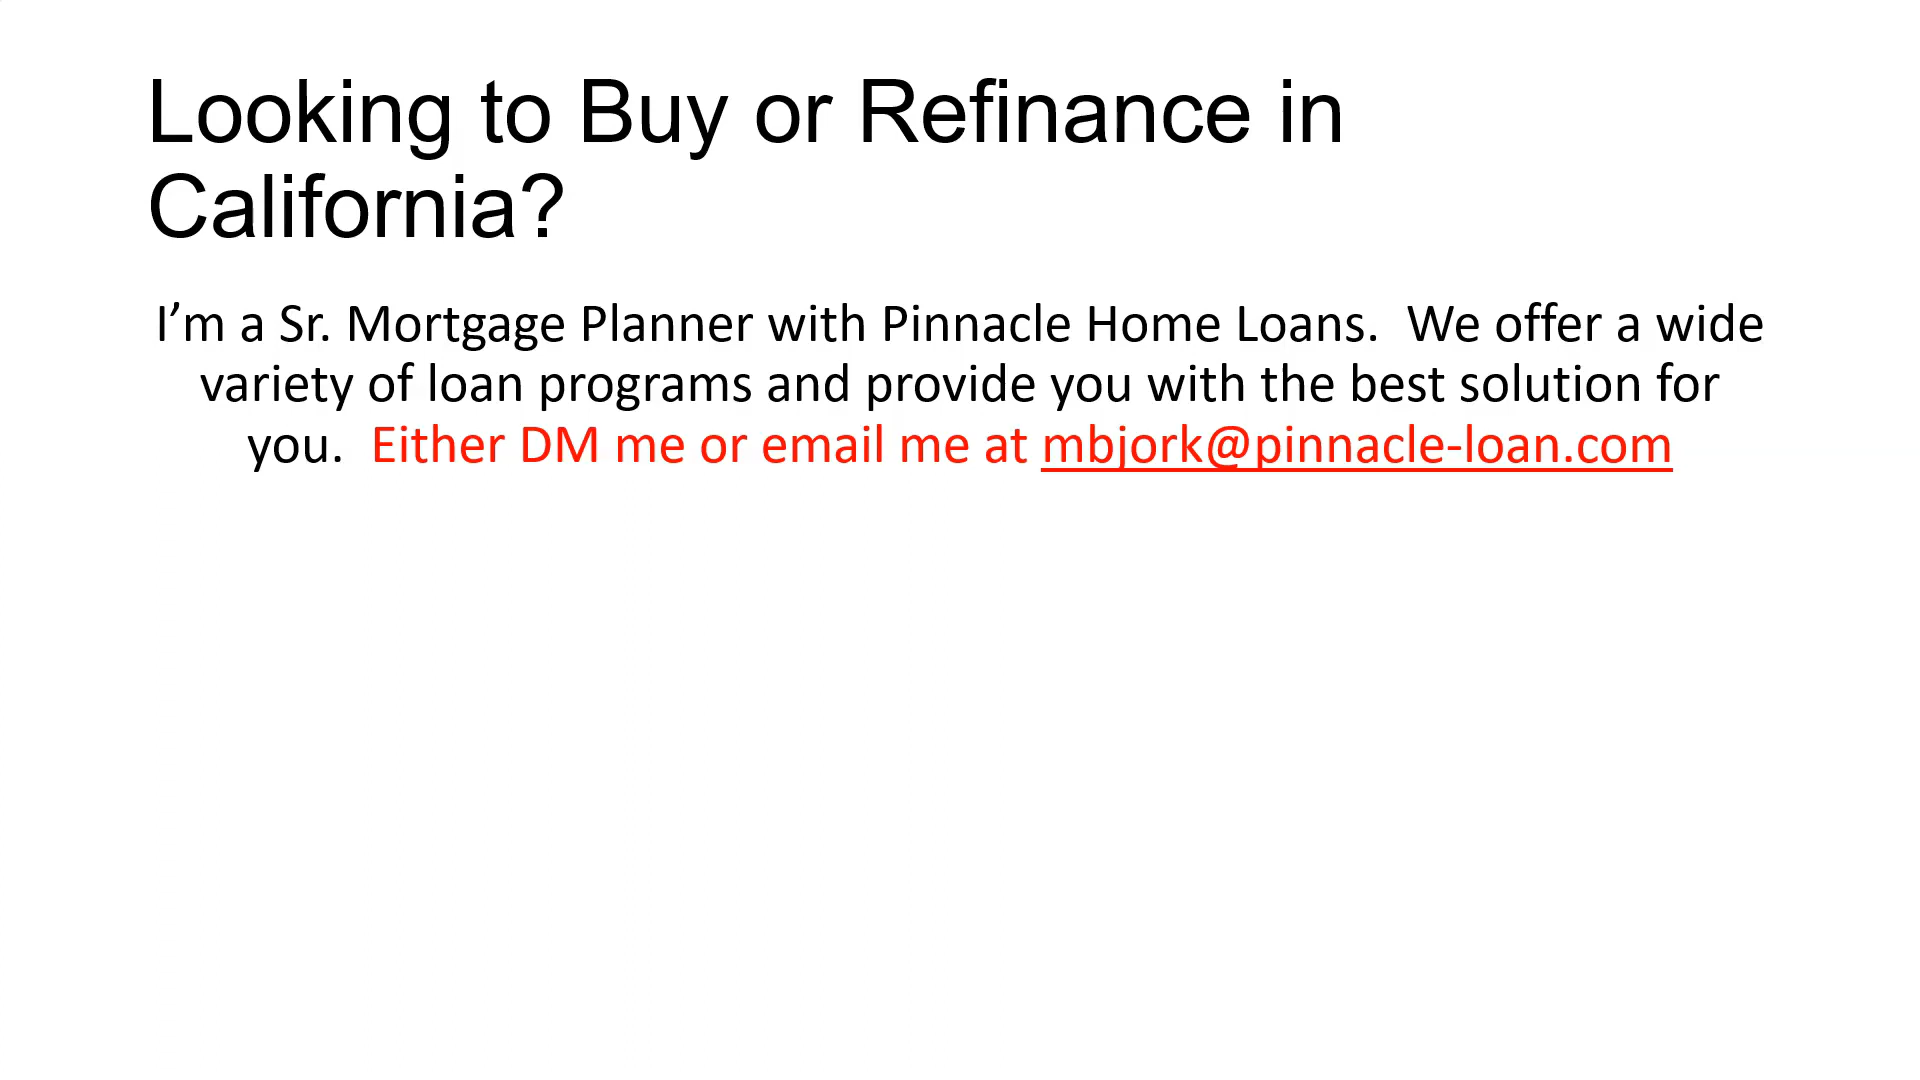 Looking to Buy or Refinance in
California?
I’m a Sr. Mortgage Planner with Pinnacle Home Loans.  We offer a wide
variety of loan programs and provide you with the best solution for
you.  Either DM me or email me at mbjork@pinnacle-loan.com